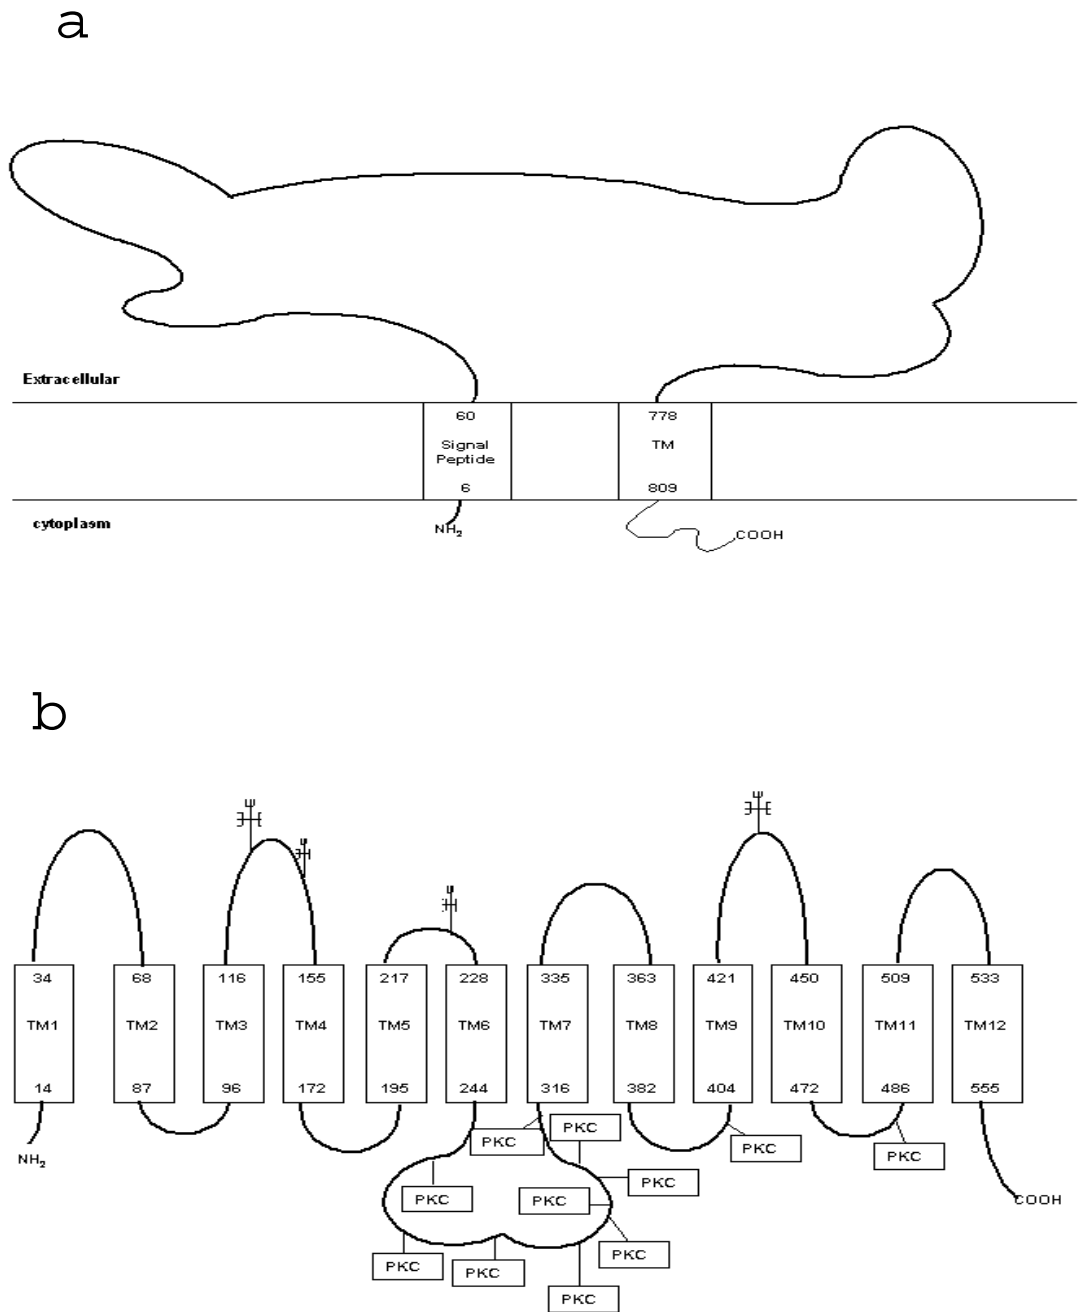 a
Extracellular
60 778
Signal TM
Peptide
6 809
cytoplasm
NH2 COOH
b
34 68 116 155 217 228 335 363 421 450 509 533
TM1 TM2 TM3 TM4 TM5 TM6 TM7 TM8 TM9 TM10 TM11 TM12
14 87 96 172 195 244 316 382 404 472 486 555
NH2
PKC PKC PKC PKC
PKC PKC PKC
COOH
PKC
PKC PKC
PKC